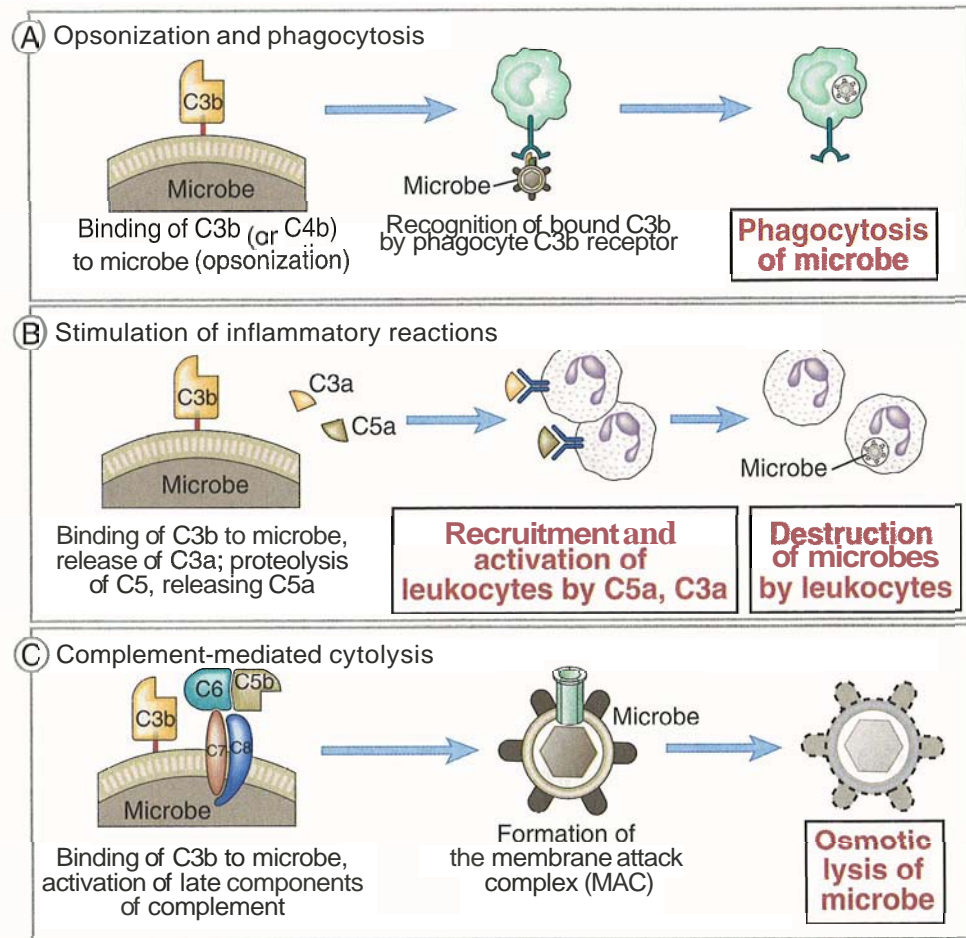 A Opsonization and phagocytosis
C3b
Microbe
Binding of C3b (or C4b)
to microbe (opsonization)
Microbe
Recognition of bound C3b
by phagocyte C3b receptor
Phagocytosis
of microbe
B Stimulation of inflammatory reactions
C3b
C3a
C5a
Microbe
Binding of C3b to microbe,
release of C3a; proteolysis
of C5, releasing C5a
Recruitment and
activation of
leukocytes by C5a, C3a
Microbe
Destruction
of microbes
by leukocytes
C Complement-mediated cytolysis
C3b
C6
C5b
C7
C8
Microbe
Binding of C3b to microbe,
activation of late components
of complement
Microbe
Formation of
the membrane attack
complex (MAC)
Osmotic
lysis of
microbe